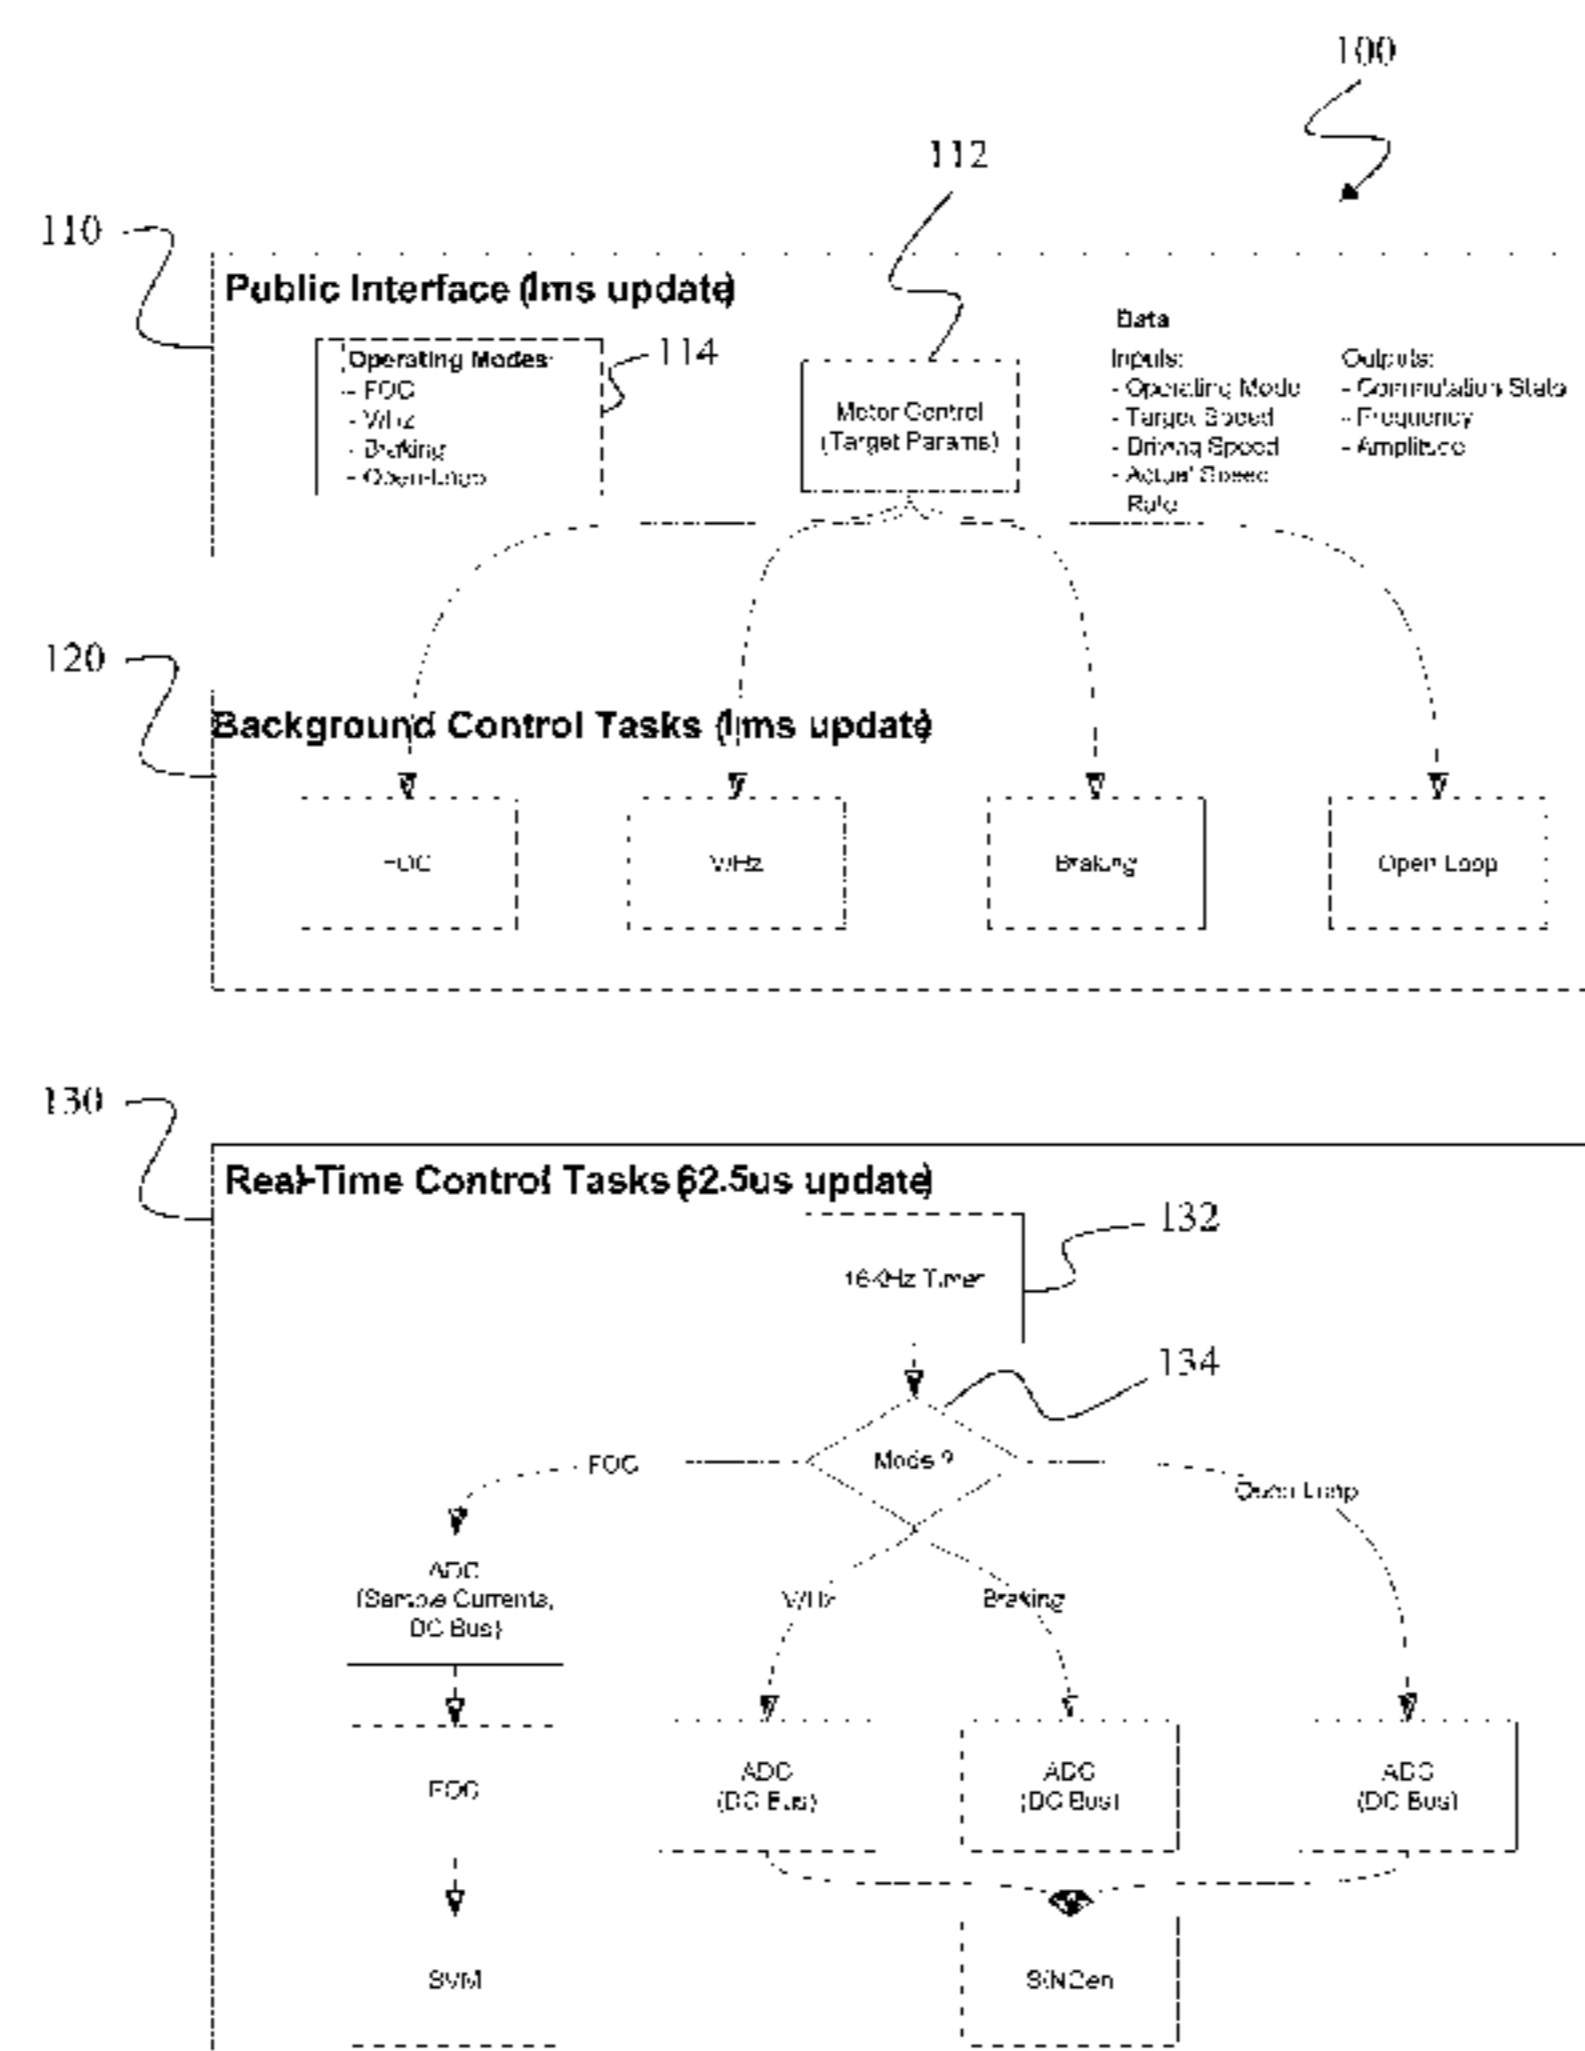 100
112
110
Public Interface (1ms update)
Operating Modes:
- FOC
- V/Hz
- Braking
- Open-Loop
114
Motor Control
(Target Params)
Data
Inputs:
- Operating Mode
- Target Speed
- Driving Speed
- Actual Speed
Rate
Outputs:
- Commutation State
- Frequency
- Amplitude
120
Background Control Tasks (1ms update)
FOC
V/Hz
Braking
Open Loop
130
Real-Time Control Tasks (62.5us update)
132
16KHz Timer
134
Mode ?
FOC
Open Loop
V/Hz
Braking
ADC
(Sample Currents,
DC Bus)
FOC
ADC
(DC Bus)
ADC
(DC Bus)
ADC
(DC Bus)
SVM
SINGen